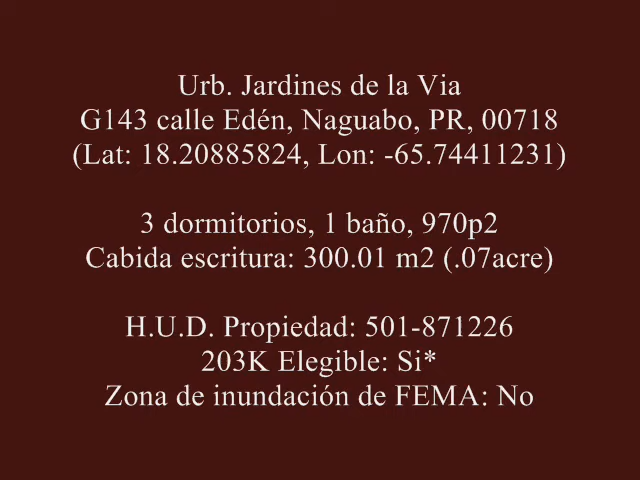 Urb. Jardines de la Via
G143 calle Edén, Naguabo, PR, 00718
(Lat: 18.20885824, Lon: -65.74411231)
3 dormitorios, 1 baño, 970p2
Cabida escritura: 300.01 m2 (.07acre)
H.U.D. Propiedad: 501-871226
203K Elegible: Si*
Zona de inundación de FEMA: No